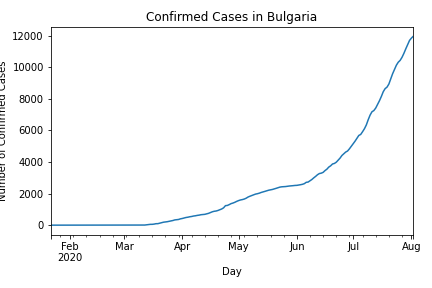 Confirmed Cases in Bulgaria
12000
10000
8000
6000
4000
2000
0
Number of Confirmed Cases
Feb Mar Apr May Jun Jul Aug
2020
Day